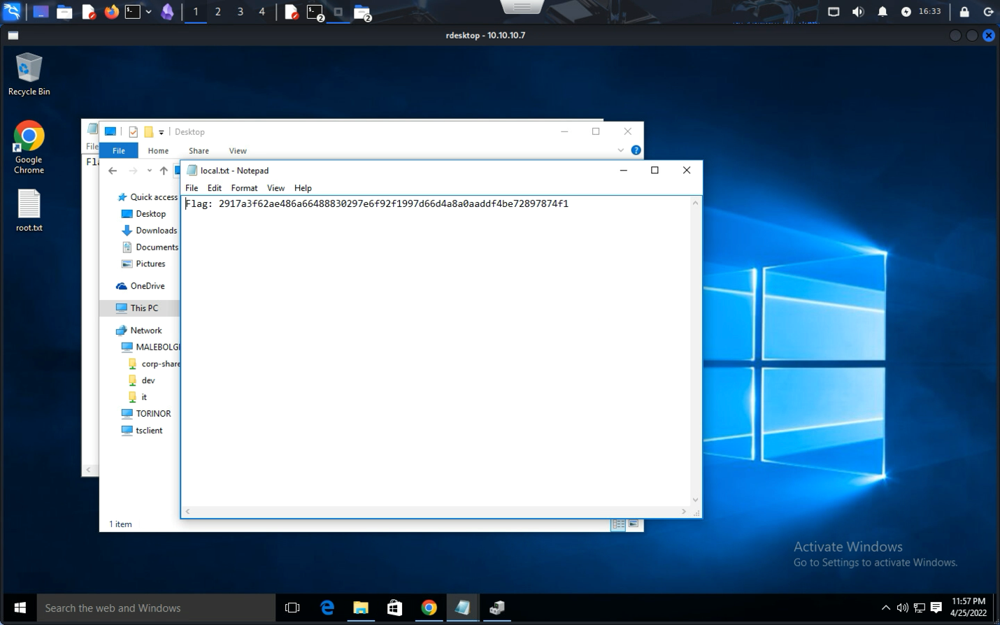 1 2 3 4
2
2
16:33
rdesktop - 10.10.10.7
Recycle Bin
Google
Chrome
root.txt
File
Desktop
File Home Share View
?
local.txt - Notepad
File Edit Format View Help
Flag: 2917a3f62ae486a66488830297e6f92f1997d66d4a8a0aaddf4be72897874f1
Quick access
Desktop
Downloads
Documents
Pictures
OneDrive
This PC
Network
MALEBOLG
corp-share
dev
it
TORINOR
tsclient
1 item
Activate Windows
Go to Settings to activate Windows.
Search the web and Windows
11:57 PM
4/25/2022